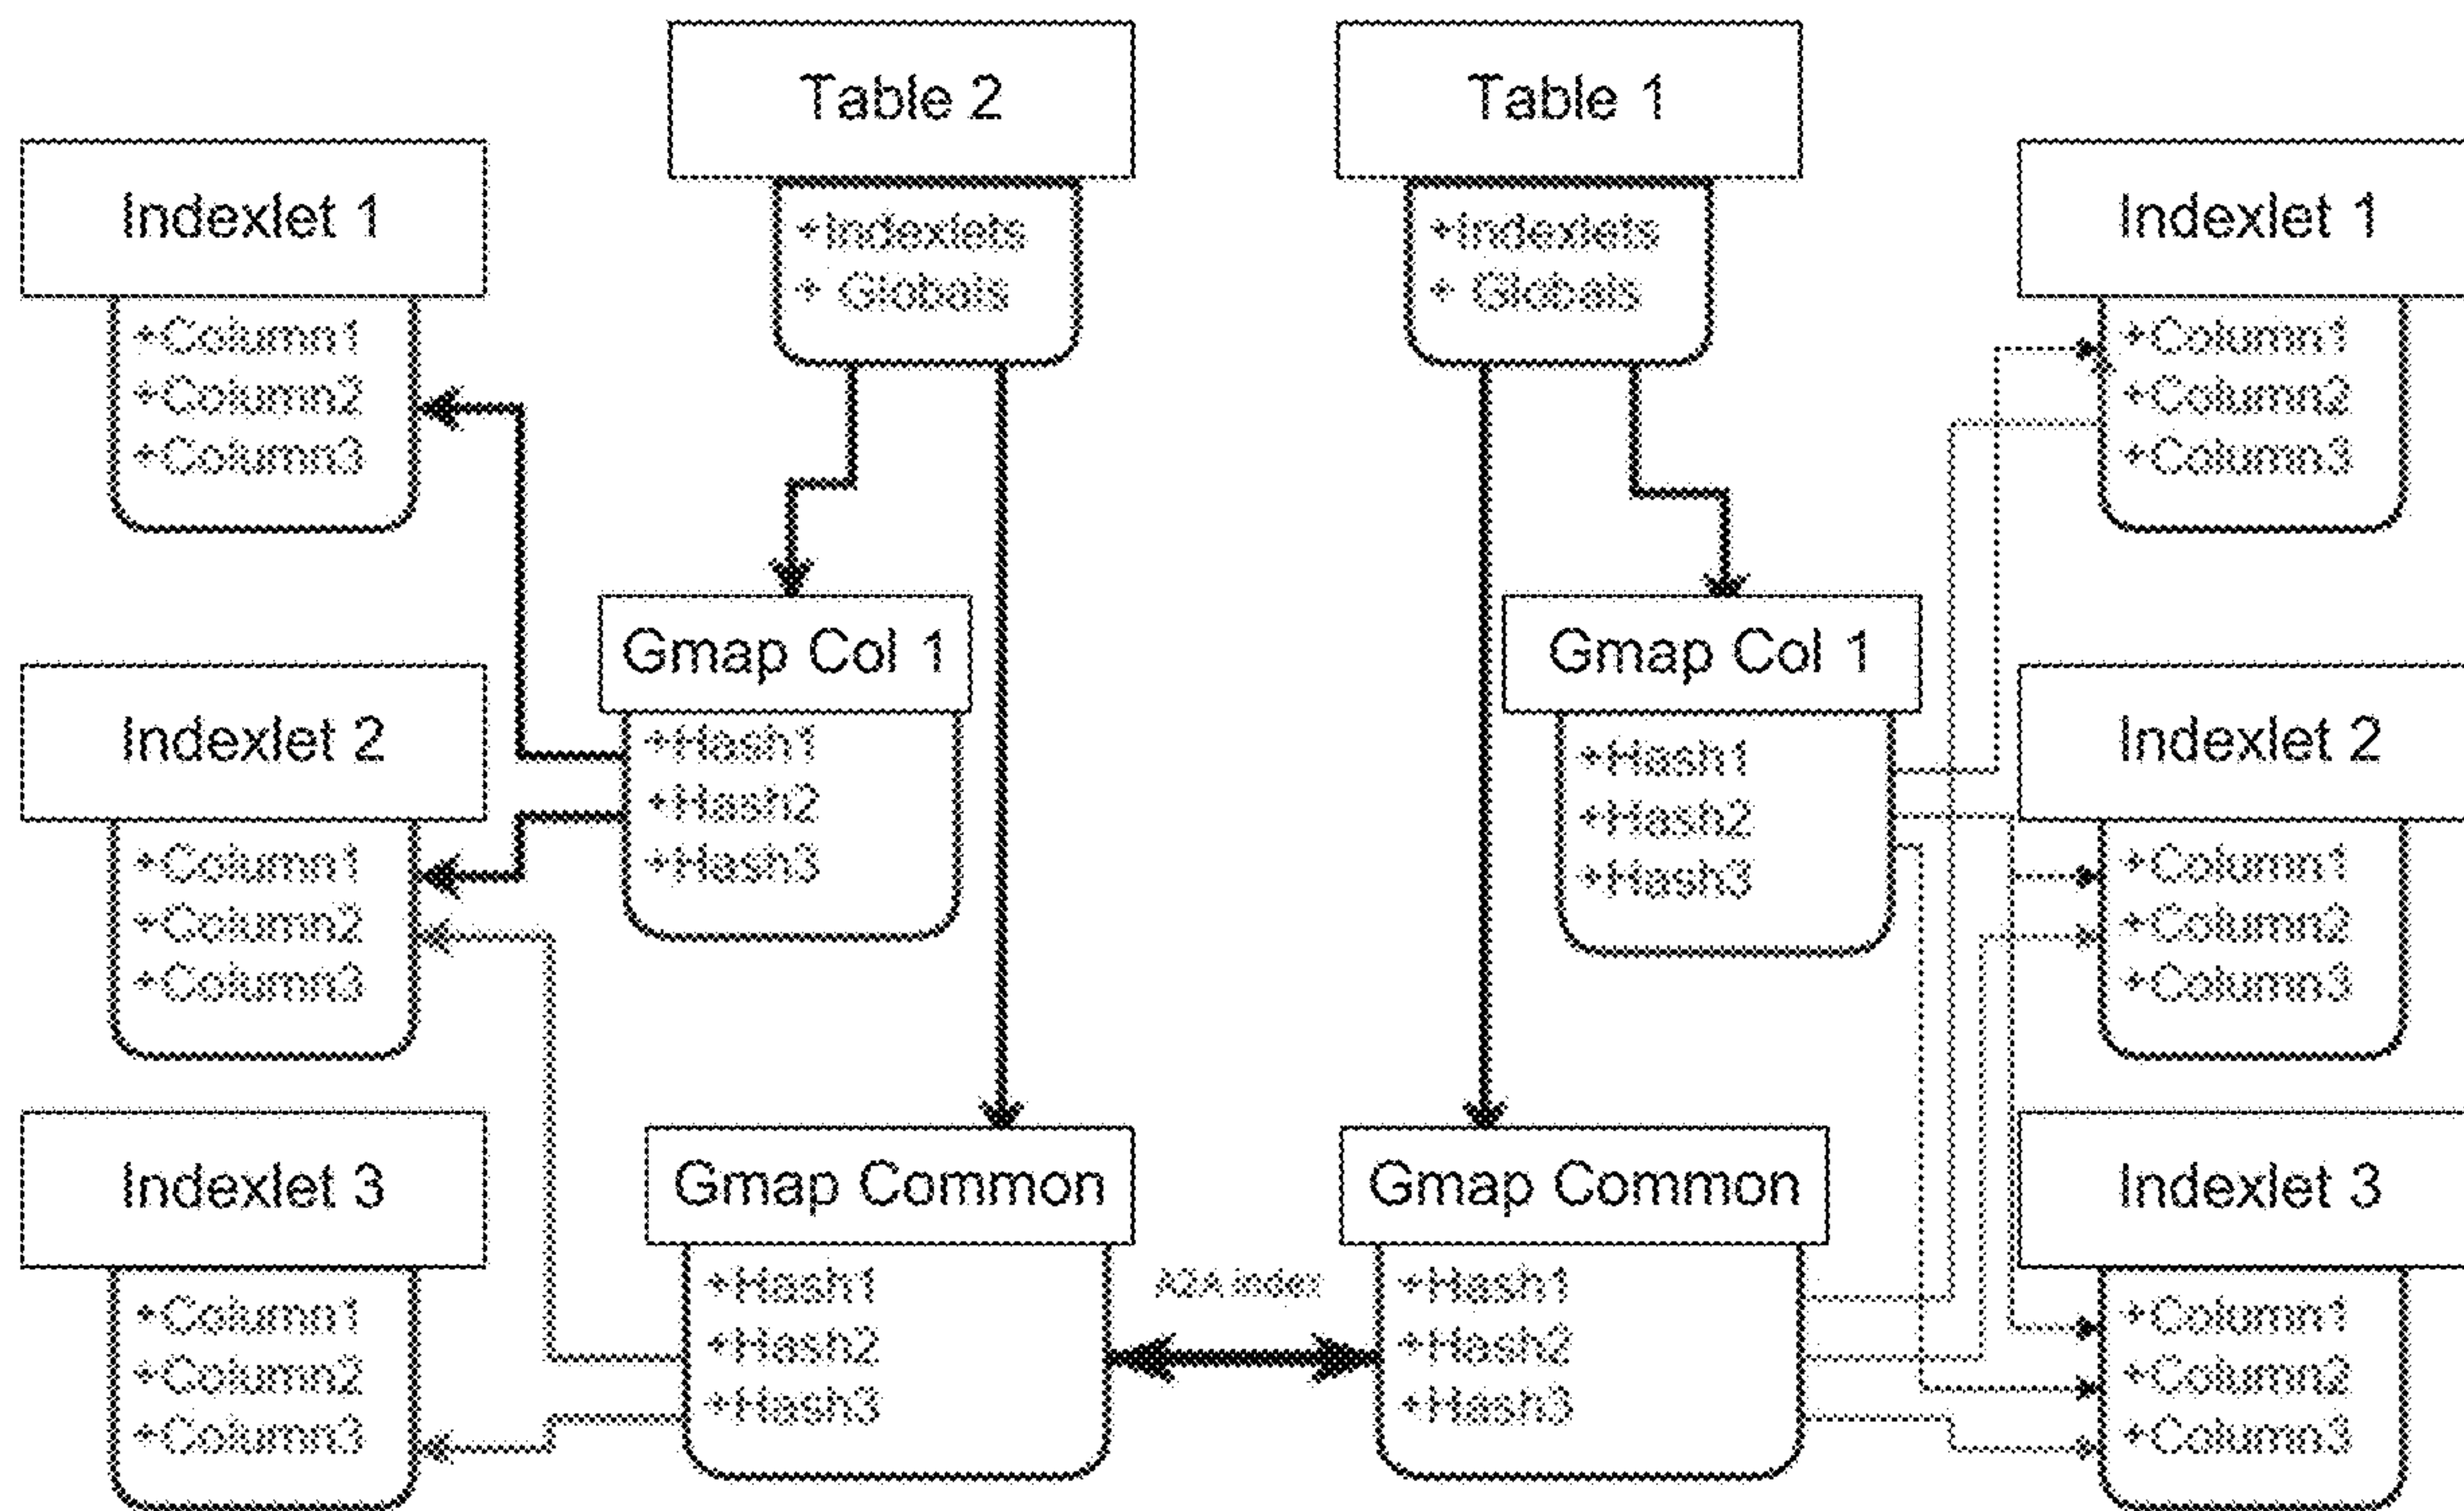 Table 2
Table 1
Indexlet 1
+Indexlets
+ Globals
+Indexlets
+ Globals
Indexlet 1
+Column1
+Column2
+Column3
+Column1
+Column2
+Column3
Gmap Col 1
Gmap Col 1
Indexlet 2
+Hash1
+Hash2
+Hash3
+Hash1
+Hash2
+Hash3
Indexlet 2
+Column1
+Column2
+Column3
+Column1
+Column2
+Column3
Indexlet 3
Gmap Common
Gmap Common
Indexlet 3
+Column1
+Column2
+Column3
+Hash1
+Hash2
+Hash3
A2A index
+Hash1
+Hash2
+Hash3
+Column1
+Column2
+Column3